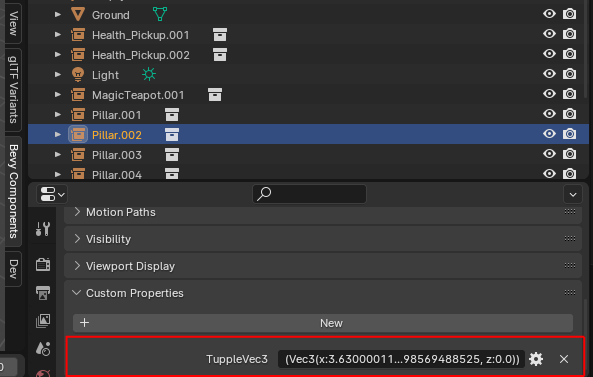 View
glTF Variants
Bevy Components
Dev
Ground
Health_Pickup.001
Health_Pickup.002
Light
MagicTeapot.001
Pillar.001
Pillar.002
Pillar.003
Pillar.004
Motion Paths
Visibility
Viewport Display
Custom Properties
New
TuppleVec3 (Vec3(x:3.63000011...98569488525, z:0.0))
0